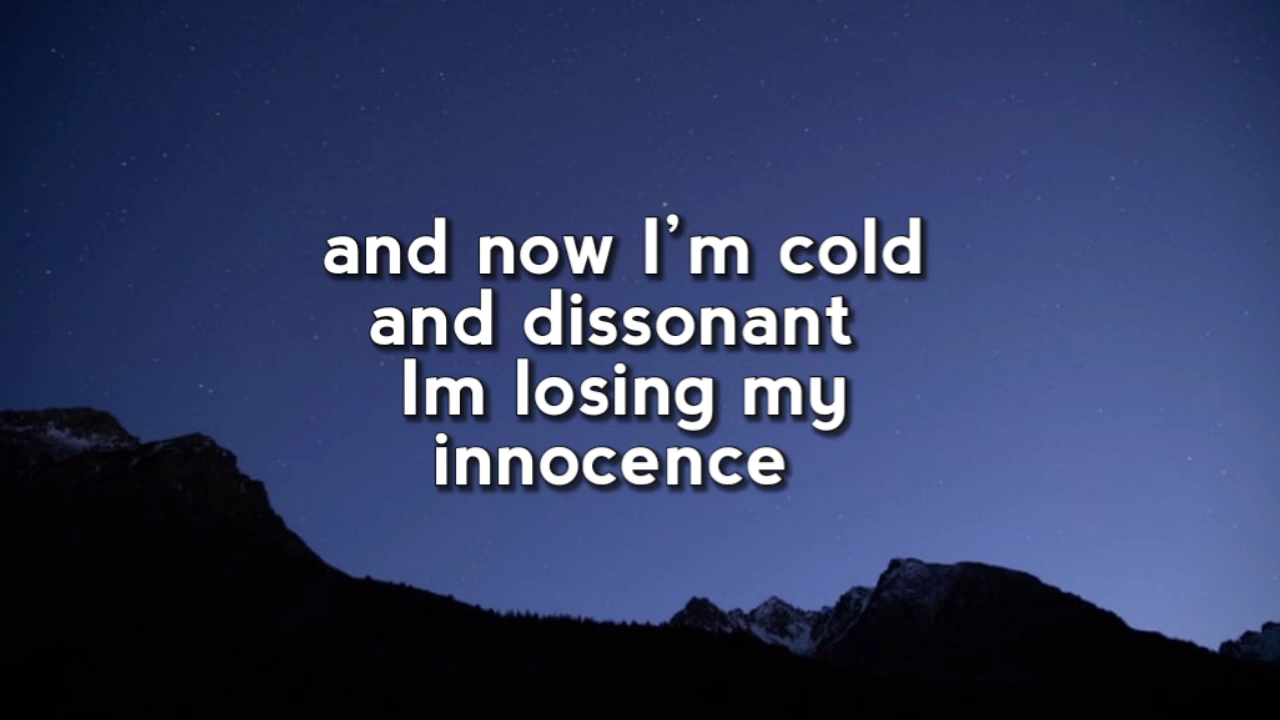 and now I'm cold
and dissonant
Im losing my
innocence